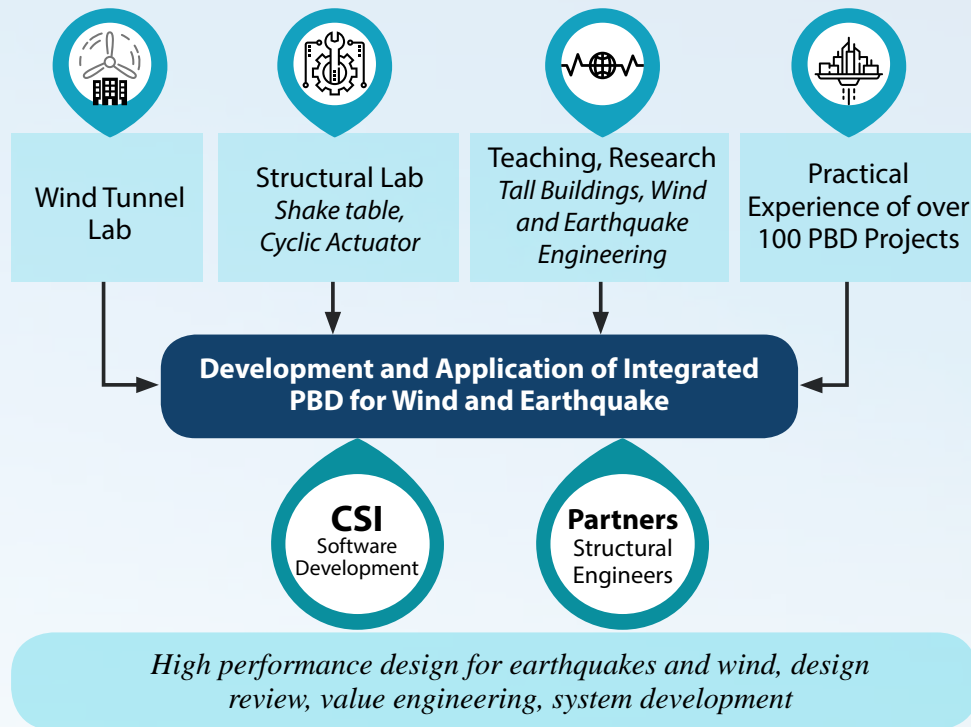 Wind Tunnel
Lab
Structural Lab
Shake table,
Cyclic Actuator
Teaching, Research
Tall Buildings, Wind
and Earthquake
Engineering
Practical
Experience of over
100 PBD Projects
Development and Application of Integrated
PBD for Wind and Earthquake
CSI
Software
Development
Partners
Structural
Engineers
High performance design for earthquakes and wind, design
review, value engineering, system development